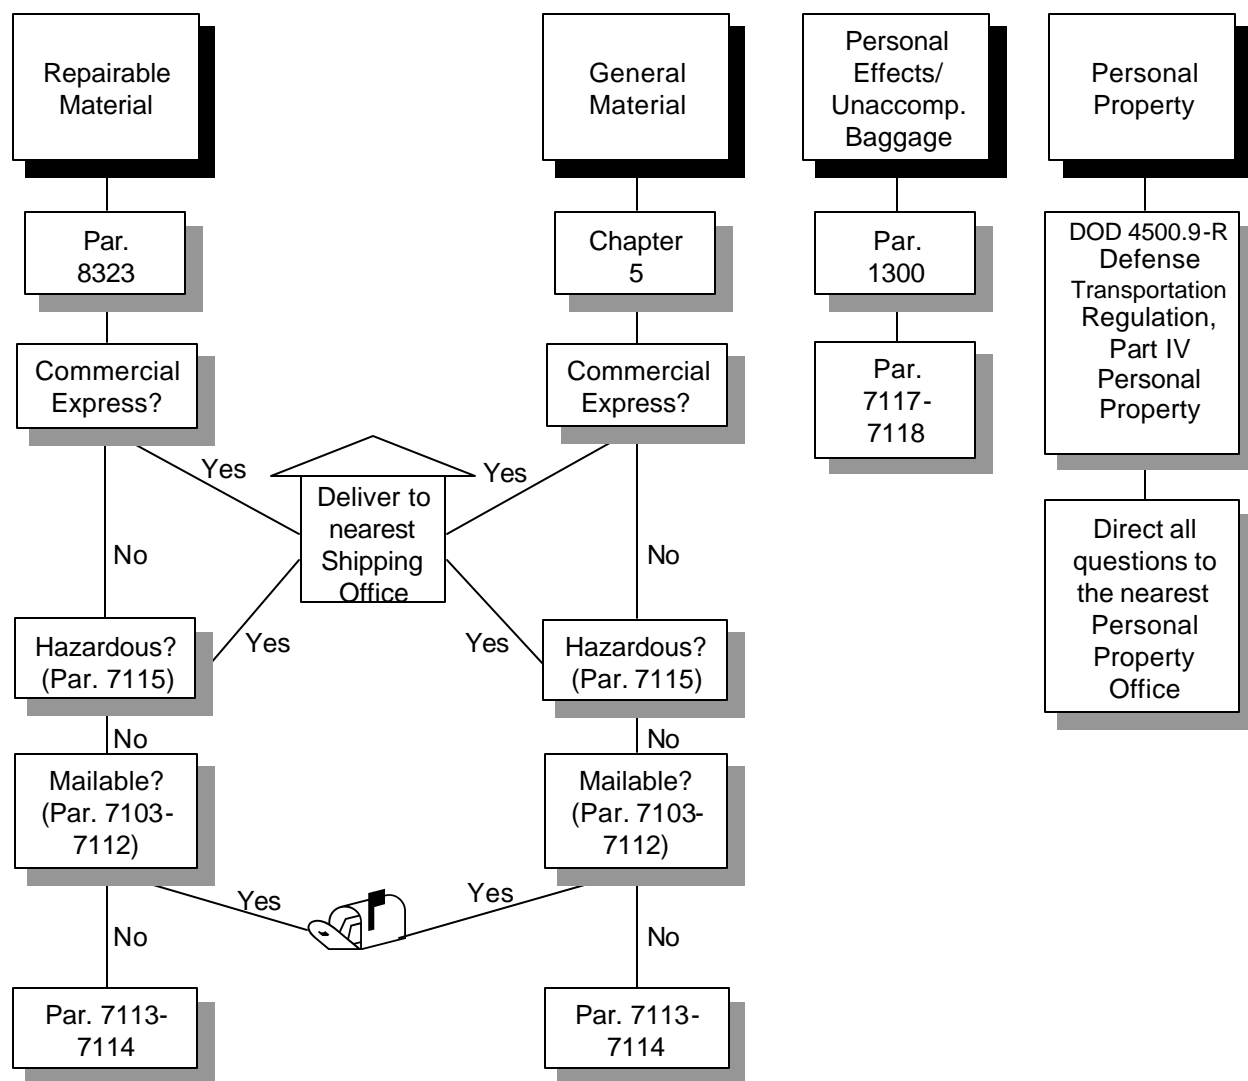 Repairable
Material
General
Material
Personal
Effects/
Unaccomp.
Baggage
Personal
Property
Par.
8323
Chapter
5
Par.
1300
DOD 4500.9-R
Defense
Transportation
Regulation,
Part IV
Personal
Property
Commercial
Express?
Commercial
Express?
Par.
7117-
7118
Yes
Yes
Deliver to
nearest
Shipping
Office
No
No
Direct all
questions to
the nearest
Personal
Property
Office
Yes
Yes
Hazardous?
(Par. 7115)
Hazardous?
(Par. 7115)
No
No
Mailable?
(Par. 7103-
7112)
Mailable?
(Par. 7103-
7112)
Yes
Yes
No
No
Par. 7113-
7114
Par. 7113-
7114